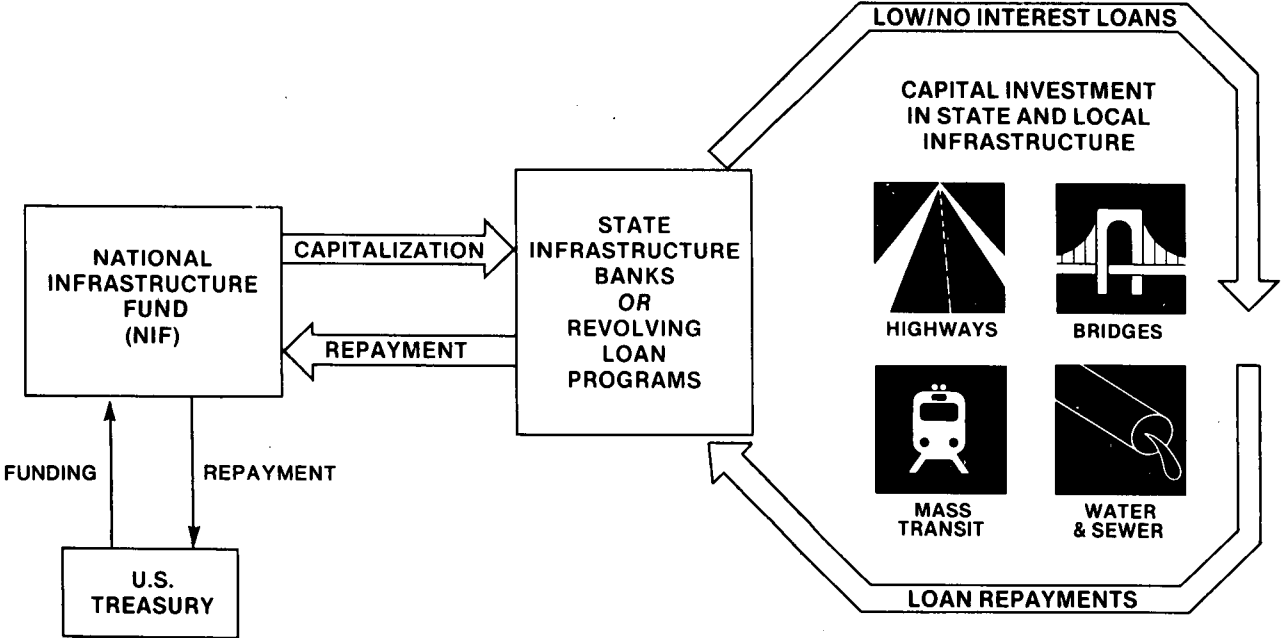 LOW/NO INTEREST LOANS
CAPITAL INVESTMENT
IN STATE AND LOCAL
INFRASTRUCTURE
NATIONAL
INFRASTRUCTURE
FUND
(NIF)
CAPITALIZATION
REPAYMENT
STATE
INFRASTRUCTURE
BANKS
OR
REVOLVING
LOAN
PROGRAMS
HIGHWAYS
BRIDGES
MASS
TRANSIT
WATER
& SEWER
FUNDING
REPAYMENT
U.S.
TREASURY
LOAN REPAYMENTS